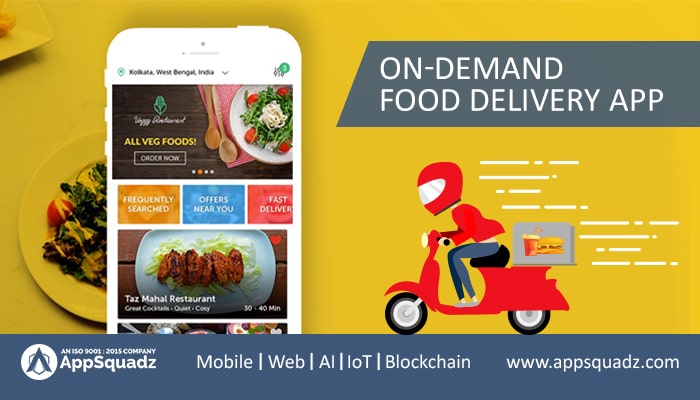 Kolkata, West Bengal, India
3
Veggy Restaurant
ALL VEG FOODS!
ORDER NOW
FREQUENTLY
SEARCHED
OFFERS
NEAR YOU
FAST
DELIVERY
Taz Mahal Restaurant
Great Cocktails • Quiet • Cosy
30 - 40 Min
ON-DEMAND
FOOD DELIVERY APP
AN ISO 9001 : 2015 COMPANY
AppSquadz
Mobile | Web | AI | IoT | Blockchain
www.appsquadz.com